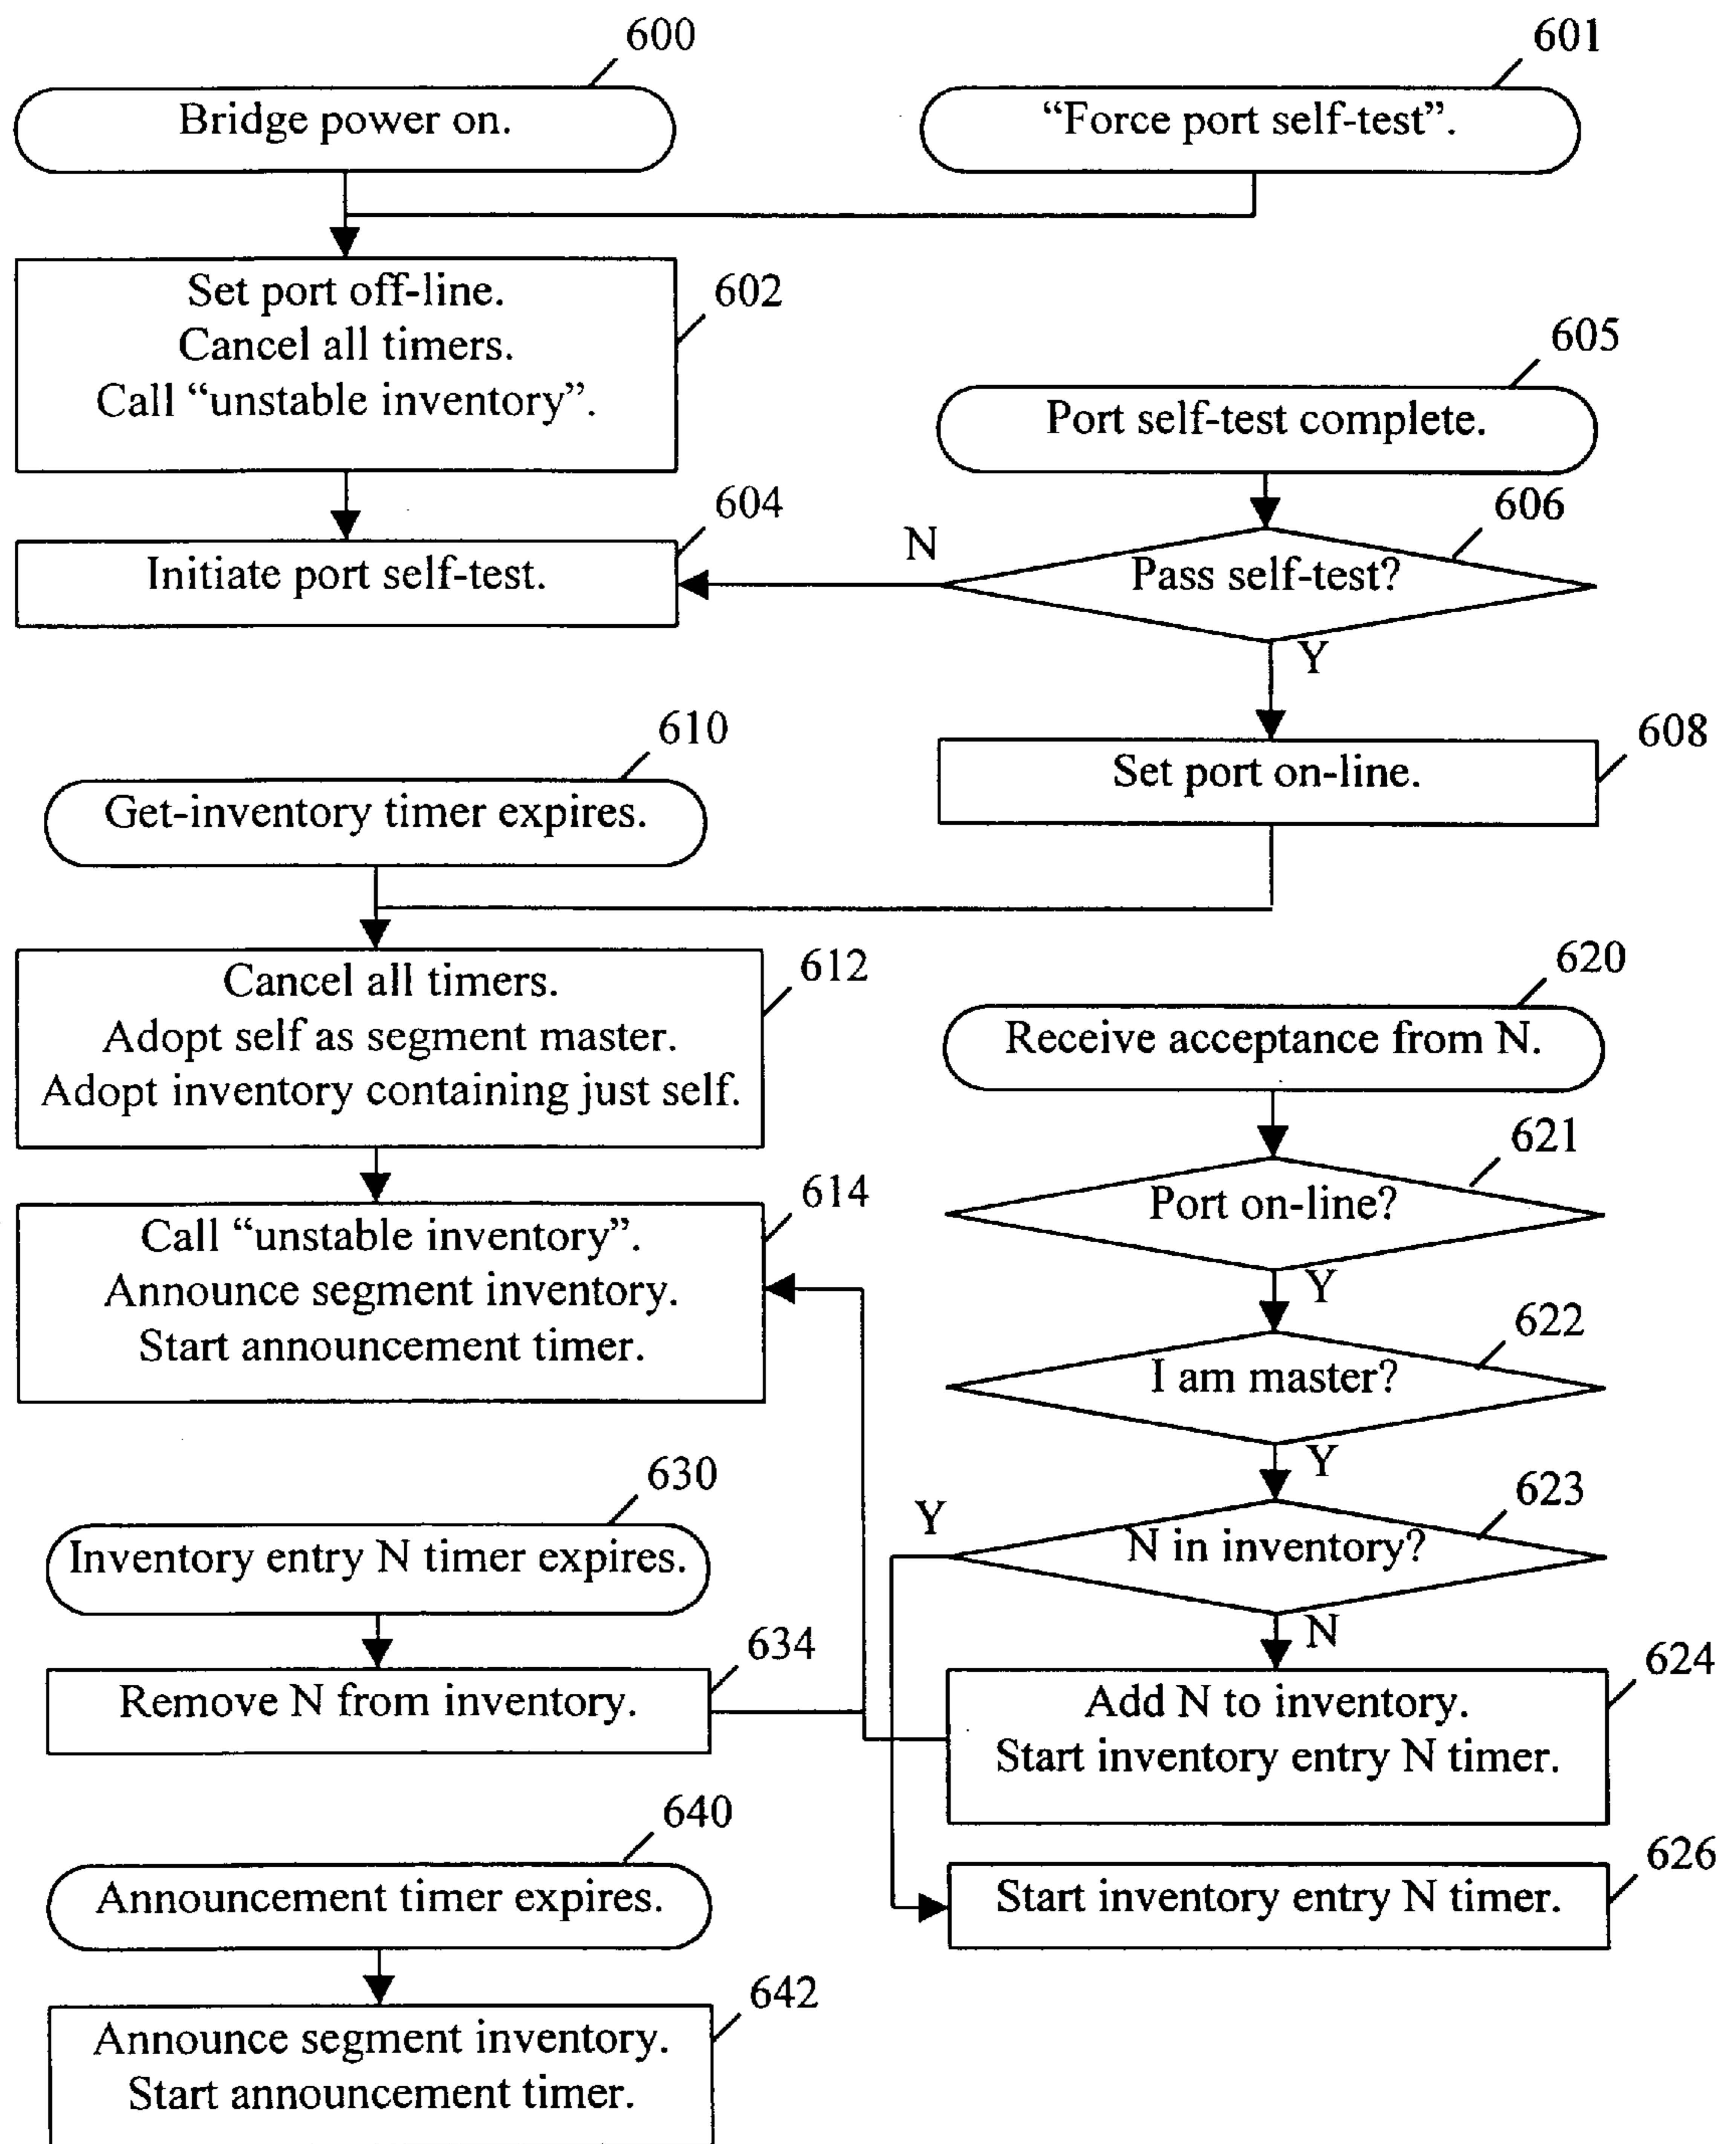 600
Bridge power on.
601
“Force port self-test”.
Set port off-line.
Cancel all timers.
Call “unstable inventory”.
602
605
Port self-test complete.
604
Initiate port self-test.
N
606
Pass self-test?
Y
608
Set port on-line.
610
Get-inventory timer expires.
612
Cancel all timers.
Adopt self as segment master.
Adopt inventory containing just self.
620
Receive acceptance from N.
621
Port on-line?
Y
614
Call “unstable inventory”.
Announce segment inventory.
Start announcement timer.
622
I am master?
Y
623
N in inventory?
Y
N
630
Inventory entry N timer expires.
634
Remove N from inventory.
624
Add N to inventory.
Start inventory entry N timer.
626
Start inventory entry N timer.
640
Announcement timer expires.
642
Announce segment inventory.
Start announcement timer.